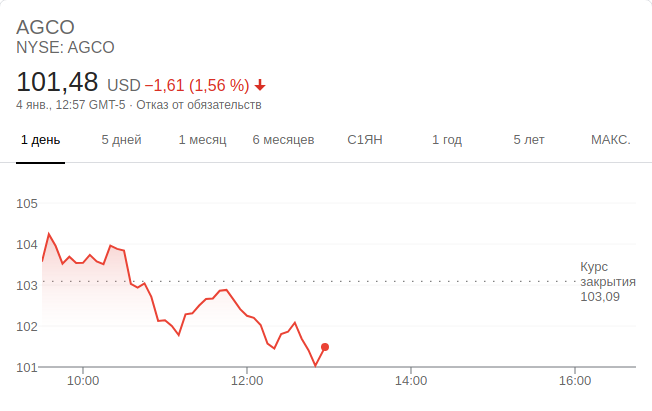 AGCO
NYSE: AGCO
101,48 USD −1,61 (1,56 %)
4 янв., 12:57 GMT-5 · Отказ от обязательств
1 день 5 дней 1 месяц 6 месяцев С1ЯН 1 год 5 лет МАКС.
105
104
103
102
101
Курс
закрытия
103,09
10:00 12:00 14:00 16:00